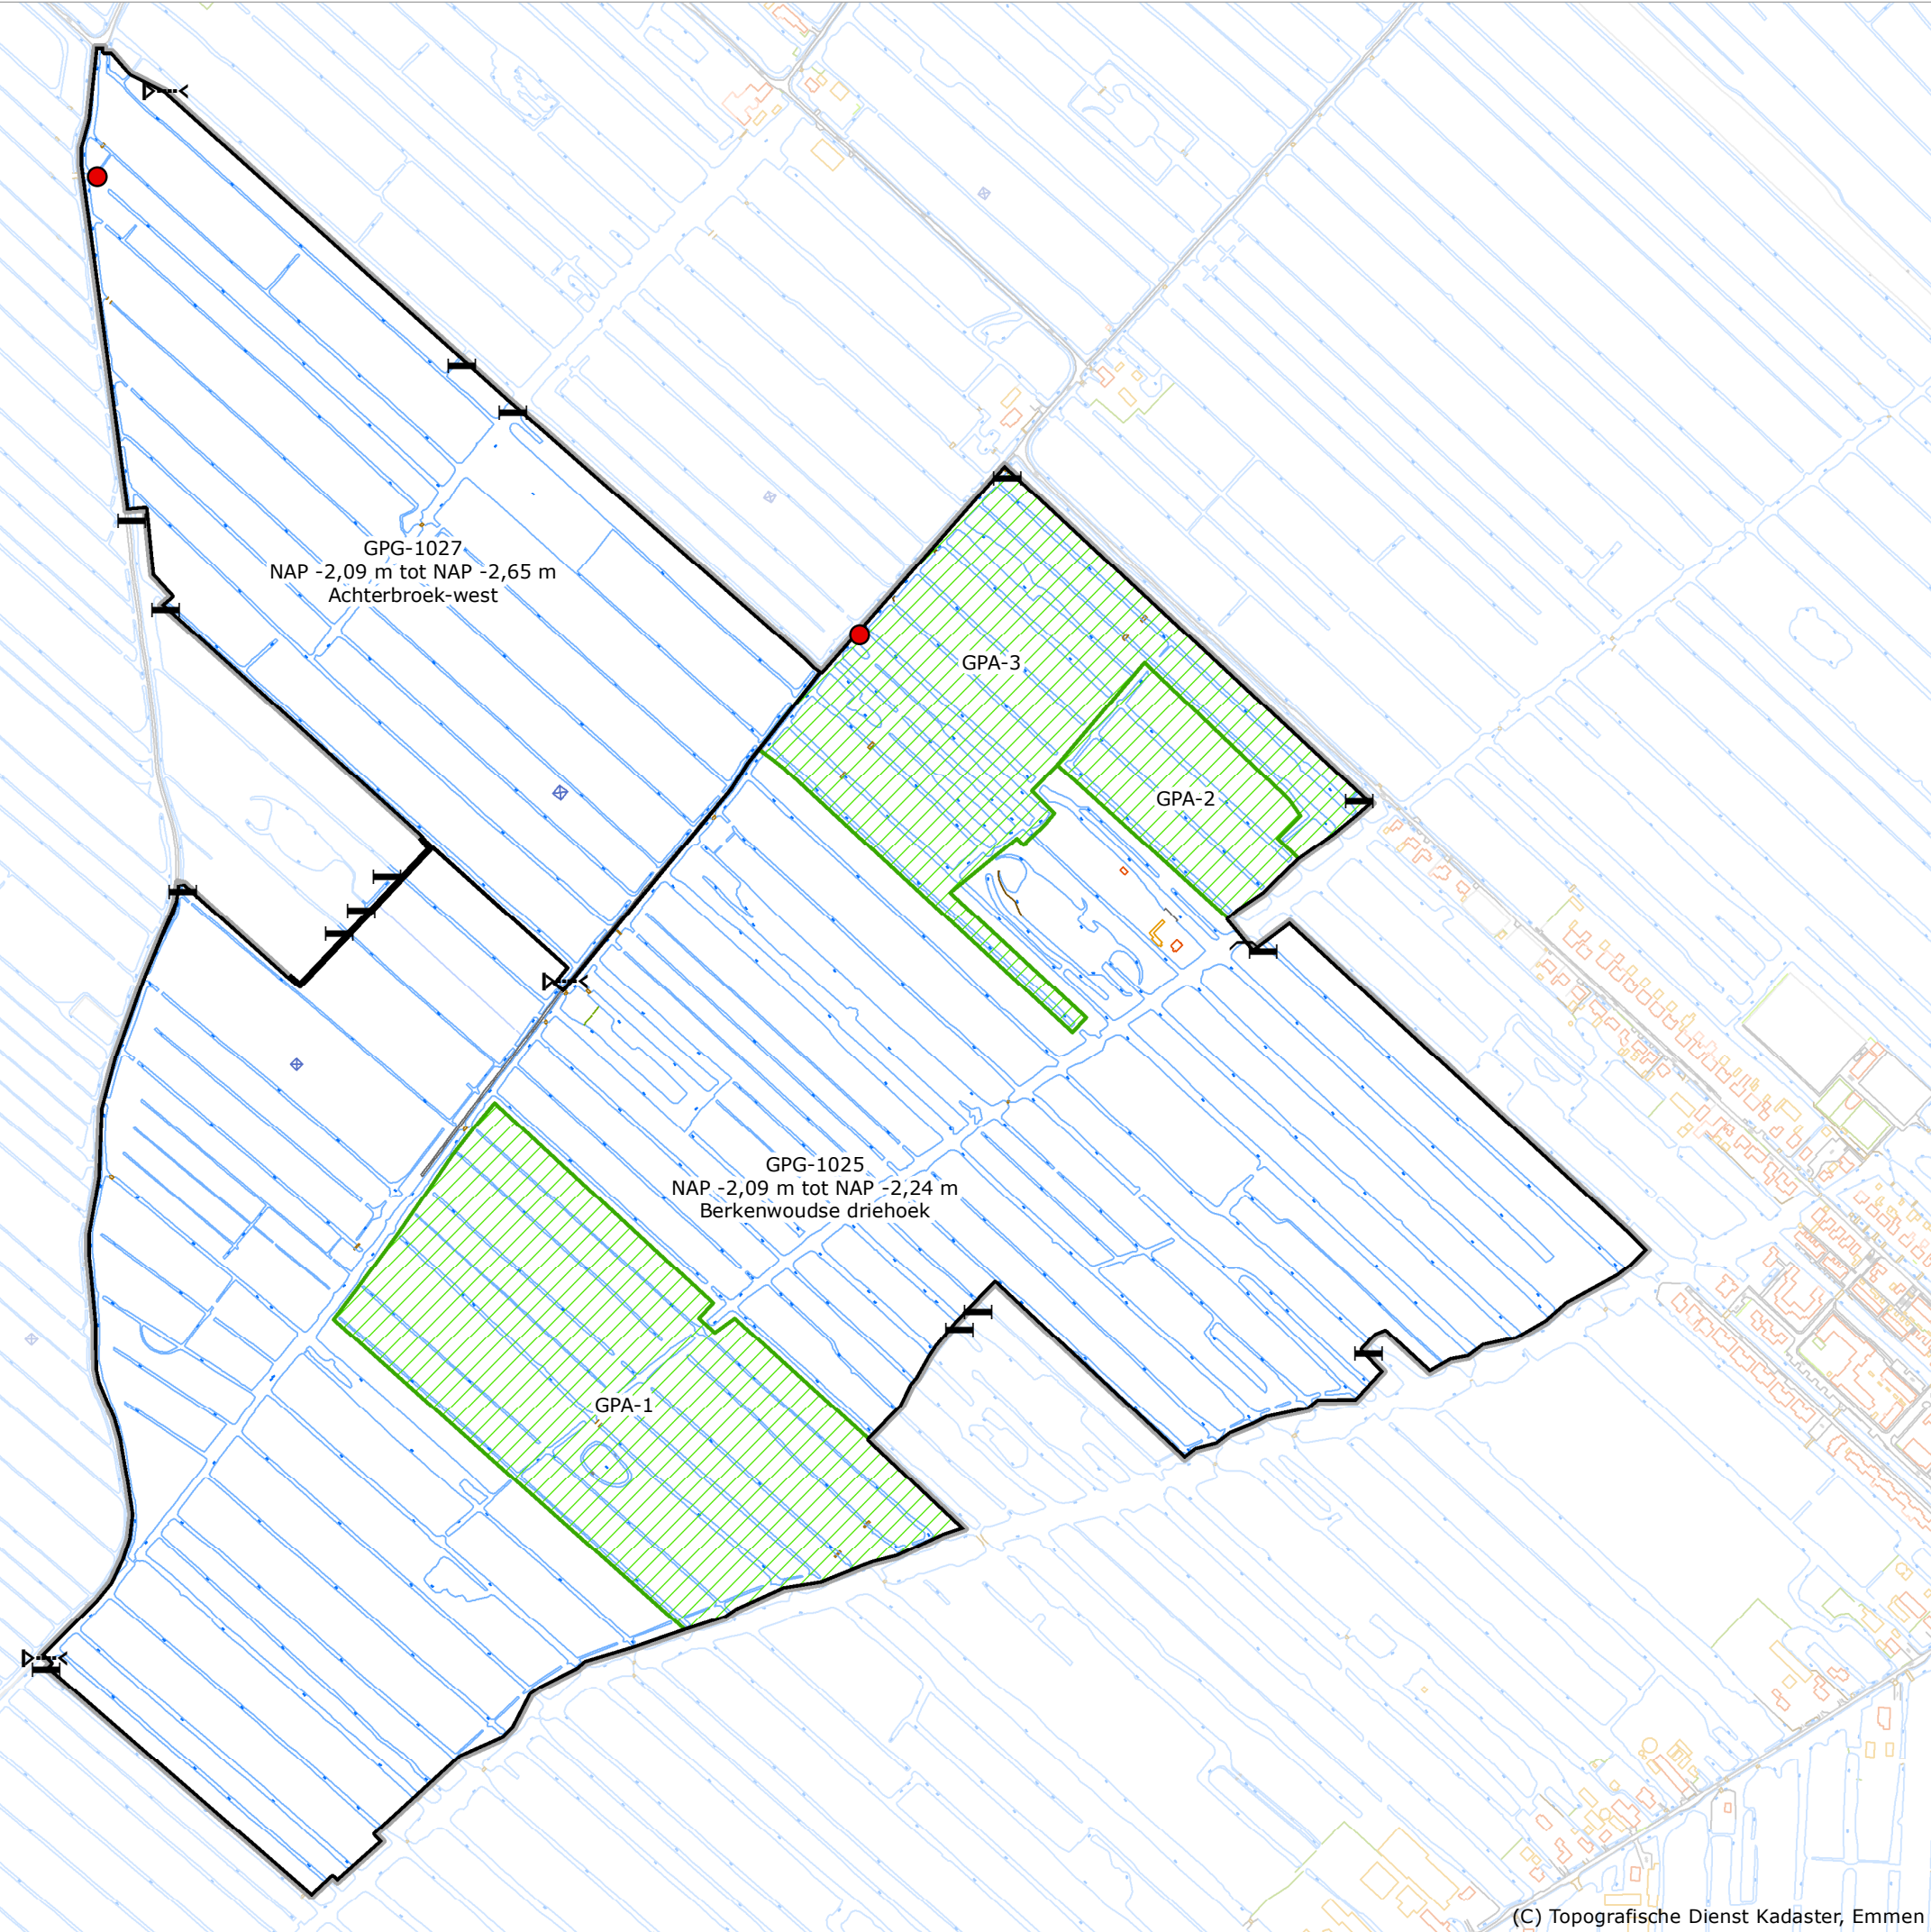 GPG-1027
NAP -2,09 m tot NAP -2,65 m
Achterbroek-west
GPA-3
GPA-2
GPG-1025
NAP -2,09 m tot NAP -2,24 m
Berkenwoudse driehoek
GPA-1
(C) Topografische Dienst Kadaster, Emmen